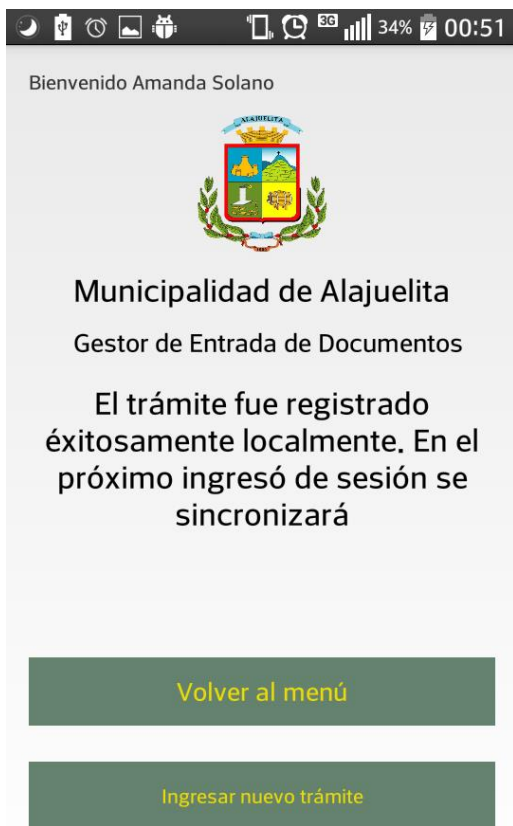 3G 34% 00:51
Bienvenido Amanda Solano
ALAJUELITA
Municipalidad de Alajuelita
Gestor de Entrada de Documentos
El trámite fue registrado
éxitosamente localmente. En el
próximo ingresó de sesión se
sincronizará
Volver al menú
Ingresar nuevo trámite